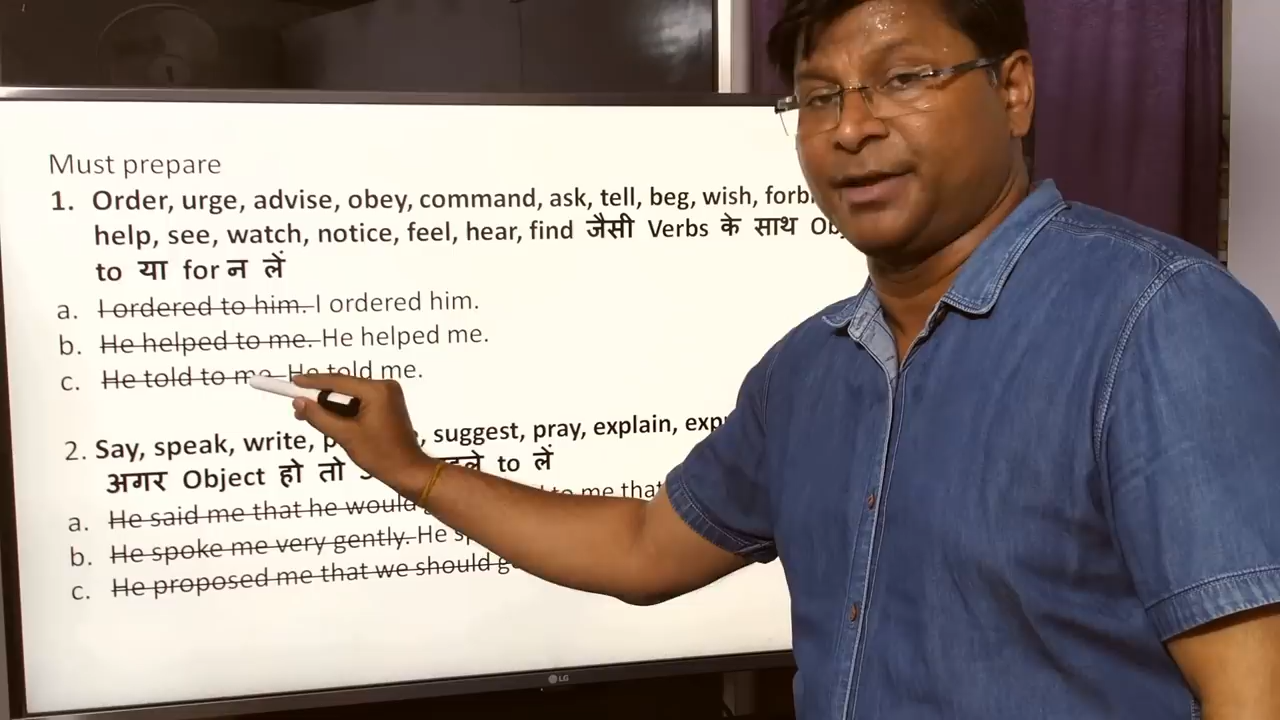 Must prepare
1. Order, urge, advise, obey, command, ask, tell, beg, wish,
help, see, watch, notice, feel, hear, find जैसी Verbs के साथ
to या for न लें
a. I ordered to him. I ordered him.
b. He helped to me. He helped me.
c. He told to me. He told me.
2. Say, speak, write, suggest, pray, explain,
अगर Object हो तो to लें
a. He said me that he would me that
b. He spoke me very gently. He
c. He proposed me that we should
LG